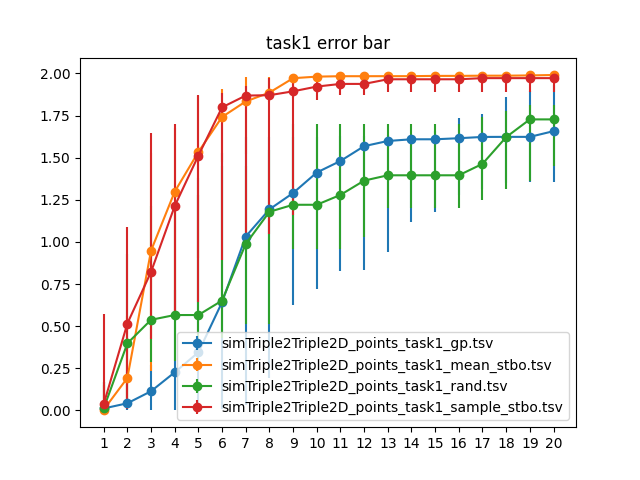 task1 error bar
2.00
1.75
1.50
1.25
1.00
0.75
0.50
0.25
0.00
simTriple2Triple2D_points_task1_gp.tsv
simTriple2Triple2D_points_task1_mean_stbo.tsv
simTriple2Triple2D_points_task1_rand.tsv
simTriple2Triple2D_points_task1_sample_stbo.tsv
1 2 3 4 5 6 7 8 9 10 11 12 13 14 15 16 17 18 19 20